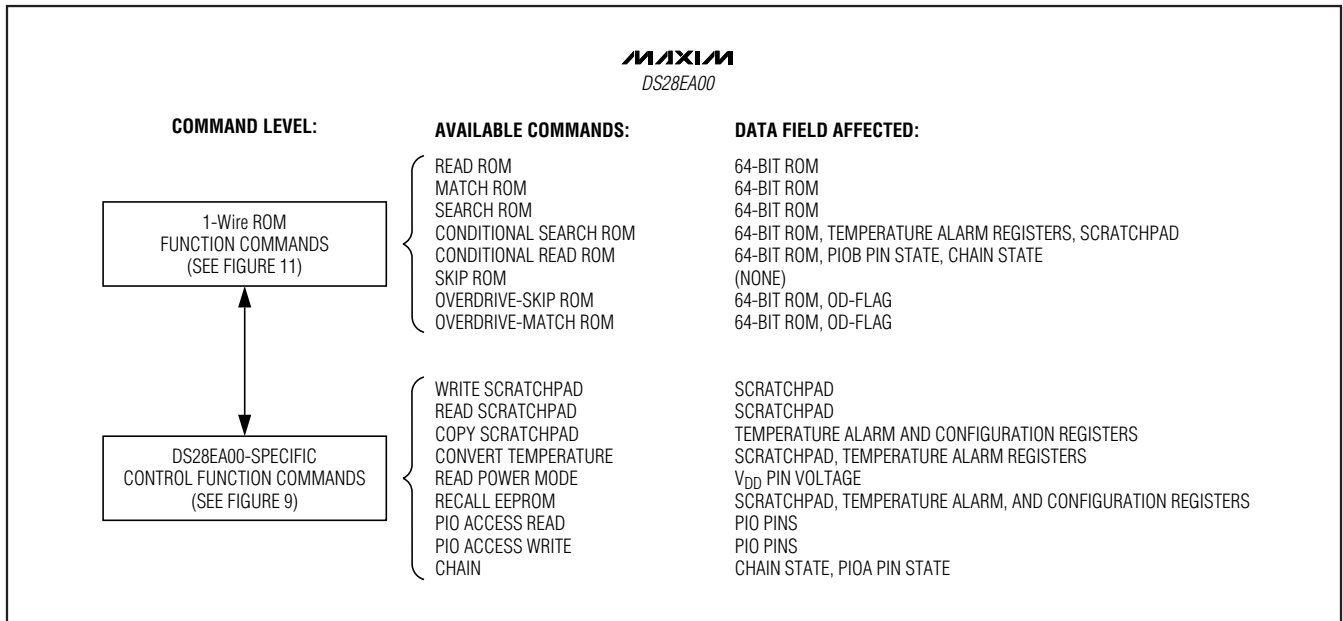 MAXIM
DS28EA00
COMMAND LEVEL: AVAILABLE COMMANDS: DATA FIELD AFFECTED:
1-Wire ROM
FUNCTION COMMANDS
(SEE FIGURE 11)
READ ROM 64-BIT ROM
MATCH ROM 64-BIT ROM
SEARCH ROM 64-BIT ROM
CONDITIONAL SEARCH ROM 64-BIT ROM, TEMPERATURE ALARM REGISTERS, SCRATCHPAD
CONDITIONAL READ ROM 64-BIT ROM, PIOB PIN STATE, CHAIN STATE
SKIP ROM (NONE)
OVERDRIVE-SKIP ROM 64-BIT ROM, OD-FLAG
OVERDRIVE-MATCH ROM 64-BIT ROM, OD-FLAG
DS28EA00-SPECIFIC
CONTROL FUNCTION COMMANDS
(SEE FIGURE 9)
WRITE SCRATCHPAD SCRATCHPAD
READ SCRATCHPAD SCRATCHPAD
COPY SCRATCHPAD TEMPERATURE ALARM AND CONFIGURATION REGISTERS
CONVERT TEMPERATURE SCRATCHPAD, TEMPERATURE ALARM REGISTERS
READ POWER MODE VDD PIN VOLTAGE
RECALL EEPROM SCRATCHPAD, TEMPERATURE ALARM, AND CONFIGURATION REGISTERS
PIO ACCESS READ PIO PINS
PIO ACCESS WRITE PIO PINS
CHAIN CHAIN STATE, PIOA PIN STATE